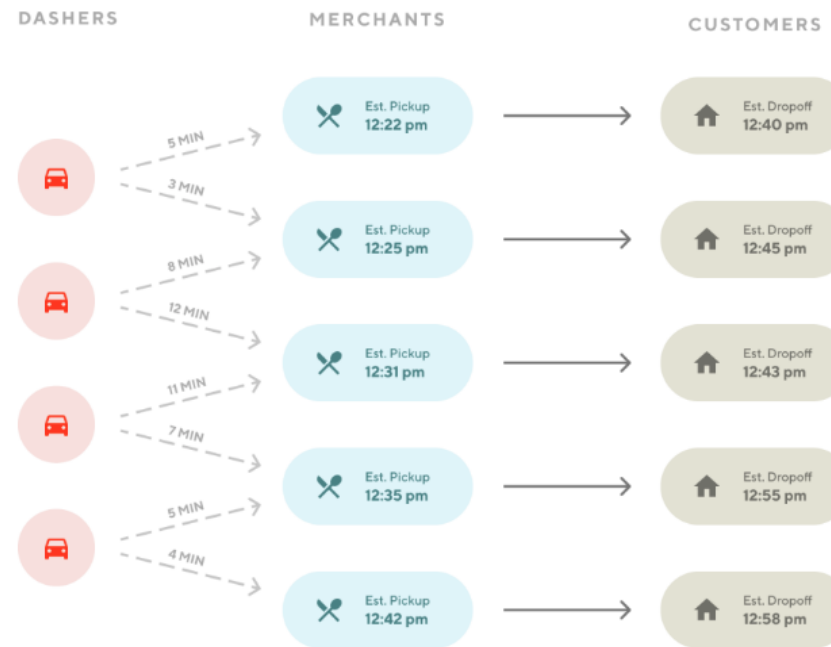 DASHERS
MERCHANTS
CUSTOMERS
5 MIN
3 MIN
8 MIN
12 MIN
11 MIN
7 MIN
5 MIN
4 MIN
Est. Pickup
12:22 pm
Est. Dropoff
12:40 pm
Est. Pickup
12:25 pm
Est. Dropoff
12:45 pm
Est. Pickup
12:31 pm
Est. Dropoff
12:43 pm
Est. Pickup
12:35 pm
Est. Dropoff
12:55 pm
Est. Pickup
12:42 pm
Est. Dropoff
12:58 pm